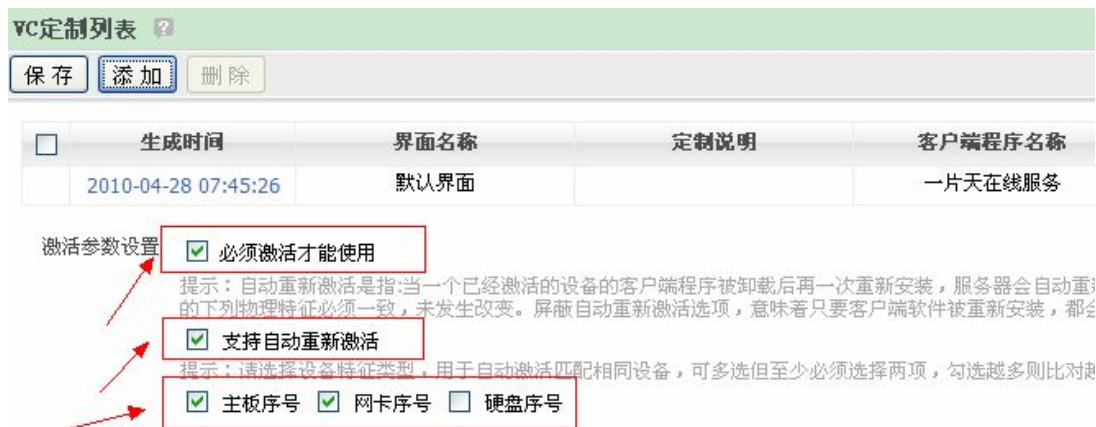 VC定制列表 ?
保存 添加 删除
生成时间 界面名称 定制说明 客户端程序名称
2010-04-28 07:45:26 默认界面 一片天在线服务
激活参数设置 必须激活才能使用
提示：自动重新激活是指:当一个已经激活的设备的客户端程序被卸载后再一次重新安装，服务器会自动重
的下列物理特征必须一致，未发生改变。屏蔽自动重新激活选项，意味着只要客户端软件被重新安装，都会
支持自动重新激活
提示：请选择设备特征类型，用于自动激活匹配相同设备，可多选但至少必须选择两项，勾选越多则比对越
主板序号 网卡序号 硬盘序号